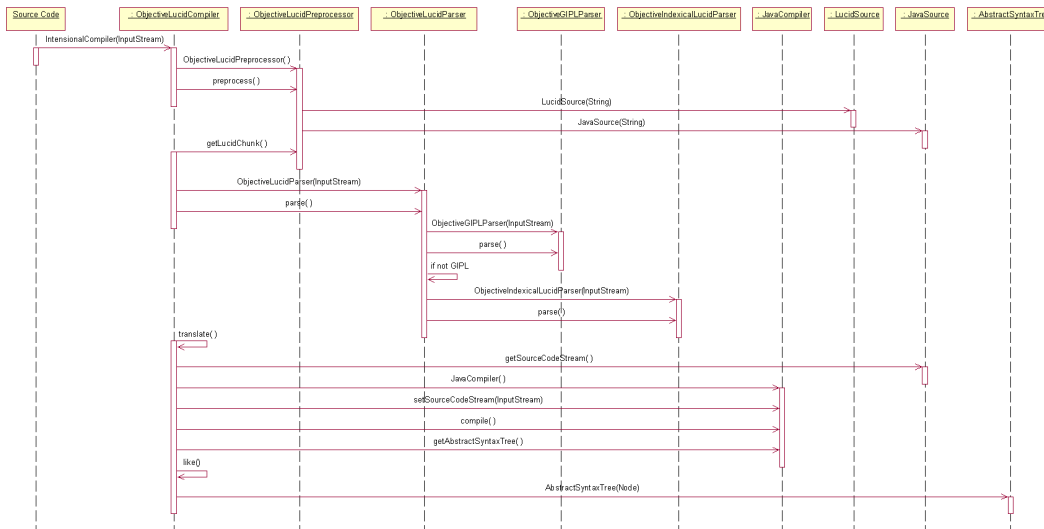 Source Code
: ObjectiveLucidCompiler
: ObjectiveLucidPreprocessor
: ObjectiveLucidParser
: ObjectiveGIPLParser
: ObjectiveIndexicalLucidParser
: JavaCompiler
: LucidSource
: JavaSource
: AbstractSyntaxTre
IntensionalCompiler(InputStream)
ObjectiveLucidPreprocessor( )
preprocess( )
LucidSource(String)
JavaSource(String)
getLucidChunk( )
ObjectiveLucidParser(InputStream)
parse( )
ObjectiveGIPLParser(InputStream)
parse( )
if not GIPL
ObjectiveIndexicalLucidParser(InputStream)
parse( )
translate( )
getSourceCodeStream( )
JavaCompiler( )
setSourceCodeStream(InputStream)
compile( )
getAbstractSyntaxTree( )
like()
AbstractSyntaxTree(Node)